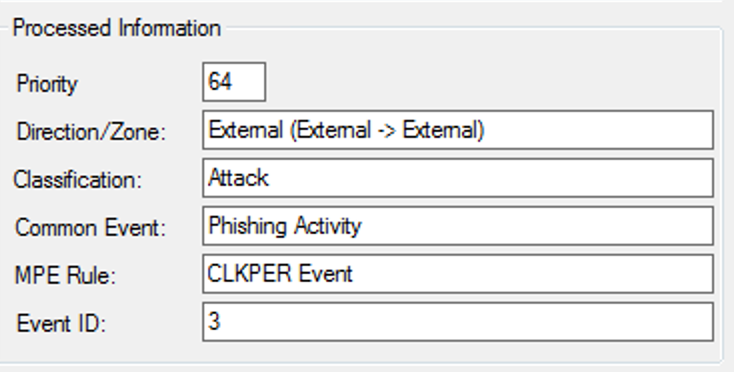 Processed Information
Priority 64
Direction/Zone: External (External -> External)
Classification: Attack
Common Event: Phishing Activity
MPE Rule: CLKPER Event
Event ID: 3